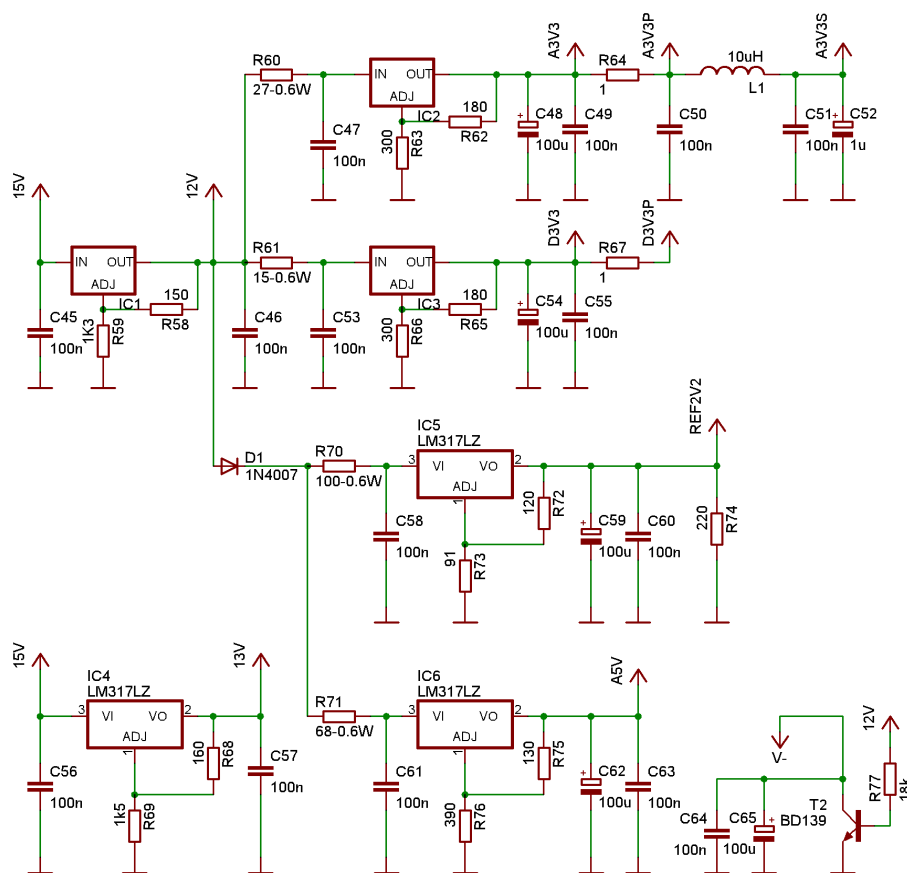 A3V3
A3V3P
A3V3S
R60
27-0.6W
IN OUT
ADJ
IC2
R64
1
10uH
L1
C47
100n
300
R63
180
R62
C48
100u
C49
100n
C50
100n
C51
100n
C52
1u
15V
12V
D3V3
D3V3P
IN OUT
ADJ
IC1
150
R58
R61
15-0.6W
IN OUT
ADJ
IC3
180
R65
R67
1
C45
100n
1K3
R59
C46
100n
C53
100n
300
R66
C54
100u
C55
100n
REF2V2
D1
1N4007
R70
100-0.6W
IC5
LM317LZ
3 VI VO 2
ADJ
1
120
R72
C58
100n
91
R73
C59
100u
C60
100n
220
R74
15V
13V
IC4
LM317LZ
3 VI VO 2
ADJ
1
160
R68
R71
68-0.6W
IC6
LM317LZ
3 VI VO 2
ADJ
1
130
R75
A5V
V-
12V
C56
100n
1k5
R69
C57
100n
C61
100n
390
R76
C62
100u
C63
100n
C64
100n
C65
100u
T2
BD139
R77
18k